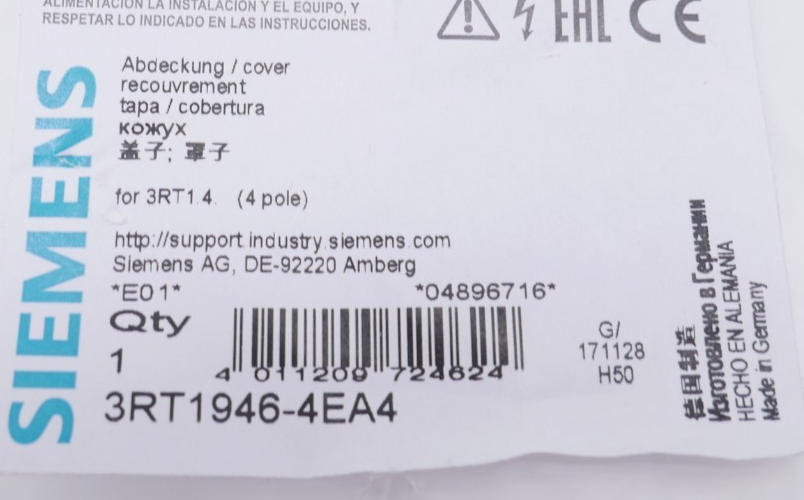 ALIMENTACIÓN LA INSTALACIÓN Y EL EQUIPO, Y
RESPETAR LO INDICADO EN LAS INSTRUCCIONES.
EAC CE
SIEMENS
Abdeckung / cover
recouvrement
tapa / cobertura
кожух
盖子; 罩子
for 3RT1.4. (4 pole)
http://support.industry.siemens.com
Siemens AG, DE-92220 Amberg
*E01* *04896716*
Qty
1
4 011209 724624
3RT1946-4EA4
G/
171128
H50
德国制造
Изготовлено в Германии
HECHO EN ALEMANIA
Made in Germany